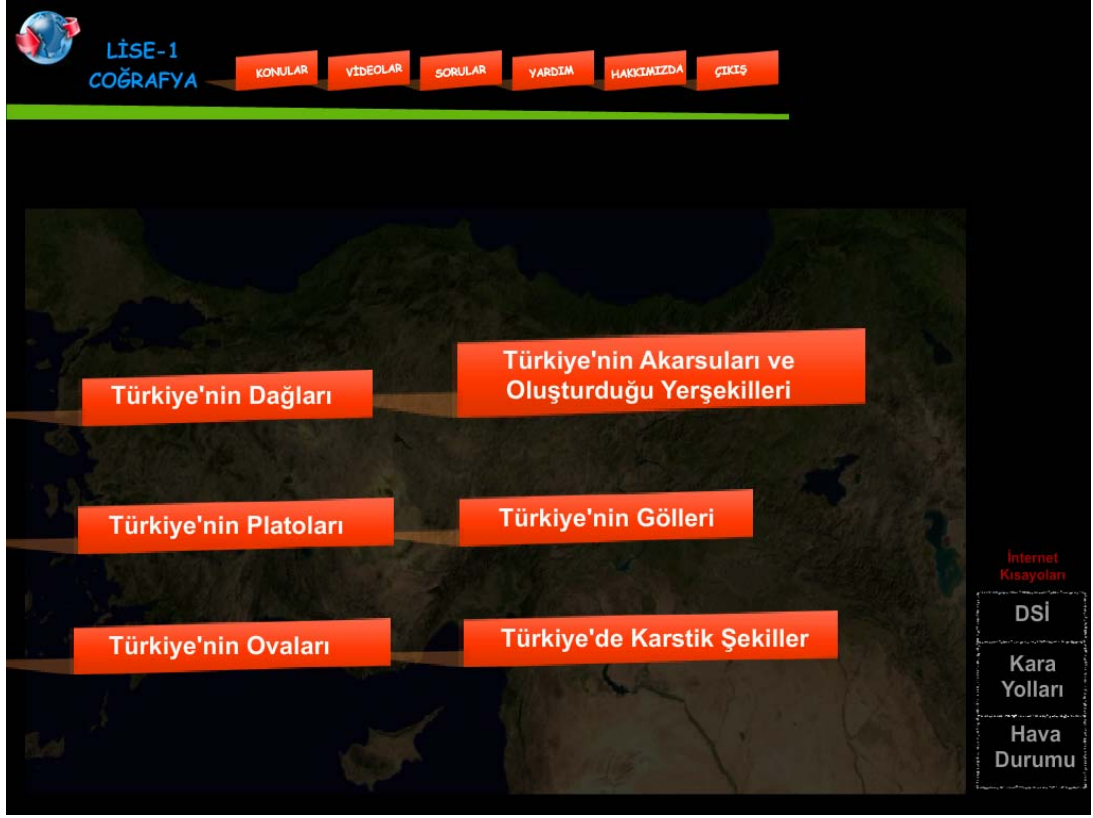 LİSE-1
COĞRAFYA
KONULAR
VİDEOLAR
SORULAR
YARDIM
HAKKIMIZDA
ÇIKIŞ
Türkiye'nin Dağları
Türkiye'nin Akarsuları ve
Oluşturduğu Yerşekilleri
Türkiye'nin Platoları
Türkiye'nin Gölleri
Türkiye'nin Ovaları
Türkiye'de Karstik Şekiller
İnternet
Kısayoları
DSİ
Kara
Yolları
Hava
Durumu